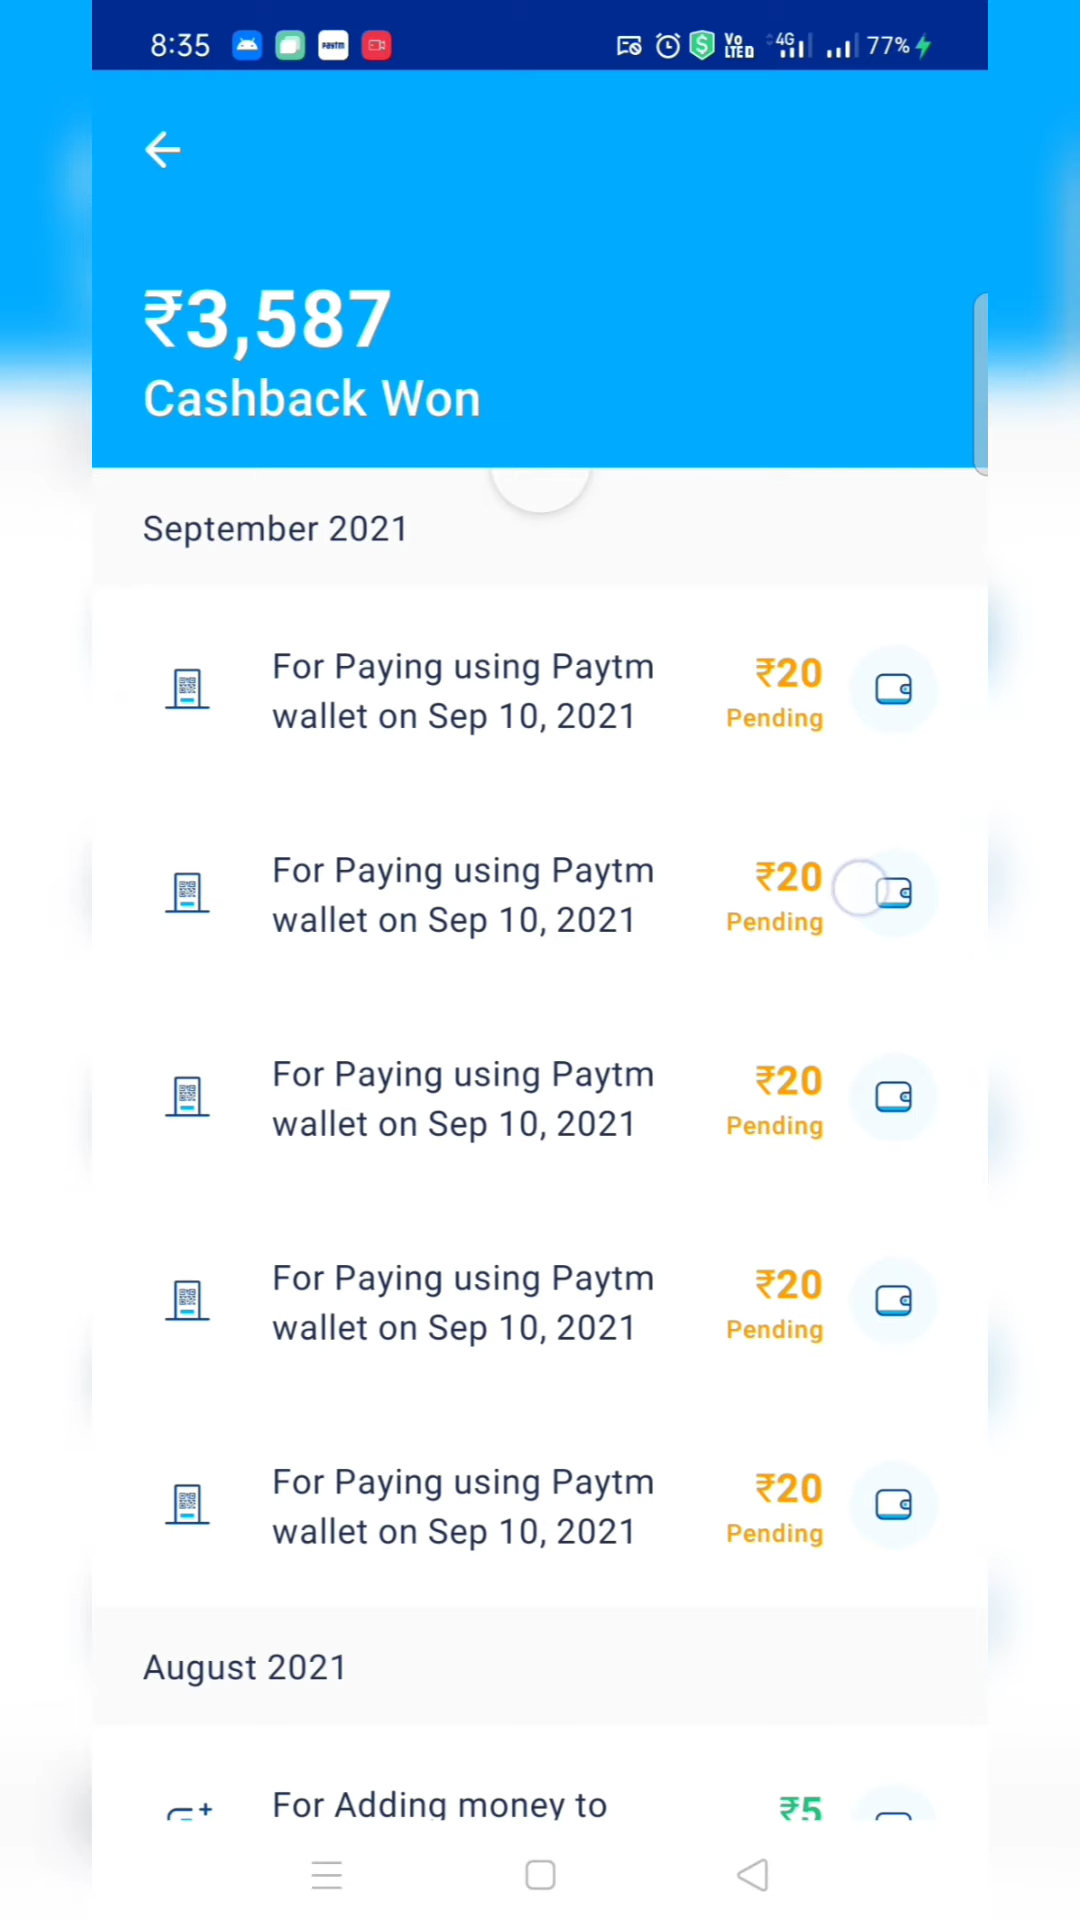 8:35 Paytm VoLTED 4G 77%
₹3,587
Cashback Won
September 2021
For Paying using Paytm
wallet on Sep 10, 2021
₹20
Pending
For Paying using Paytm
wallet on Sep 10, 2021
₹20
Pending
For Paying using Paytm
wallet on Sep 10, 2021
₹20
Pending
For Paying using Paytm
wallet on Sep 10, 2021
₹20
Pending
For Paying using Paytm
wallet on Sep 10, 2021
₹20
Pending
August 2021
For Adding money to
₹5